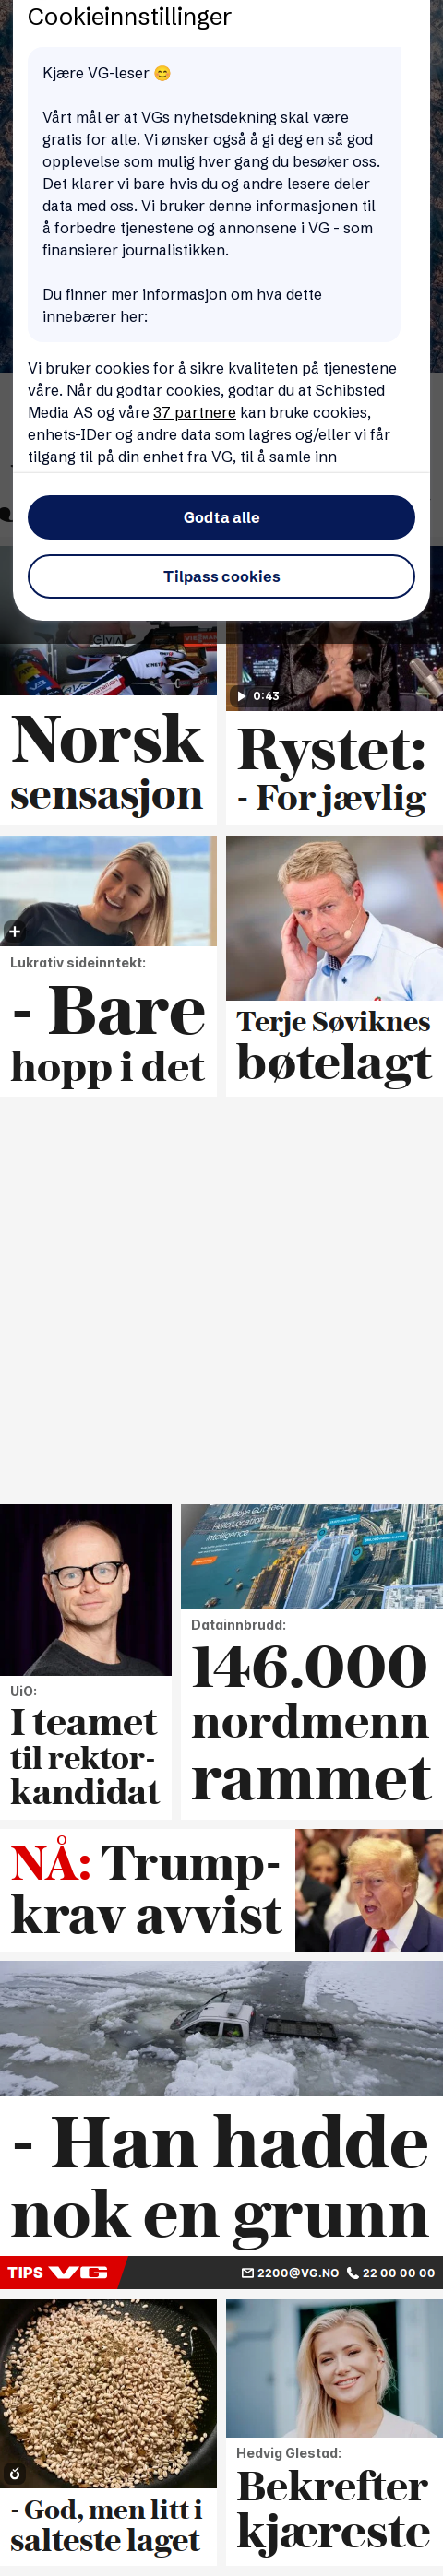 Cookieinnstillinger
Kjære VG-leser 😊
Vårt mål er at VGs nyhetsdekning skal være
gratis for alle. Vi ønsker også å gi deg en så god
opplevelse som mulig hver gang du besøker oss.
Det klarer vi bare hvis du og andre lesere deler
data med oss. Vi bruker denne informasjonen til
å forbedre tjenestene og annonsene i VG - som
finansierer journalistikken.
Du finner mer informasjon om hva dette
innebærer her:
Vi bruker cookies for å sikre kvaliteten på tjenestene
våre. Når du godtar cookies, godtar du at Schibsted
Media AS og våre 37 partnere kan bruke cookies,
enhets-IDer og andre data som lagres og/eller vi får
tilgang til på din enhet fra VG, til å samle inn
Godta alle
Tilpass cookies
0:43
Norsk
sensasjon
Rystet:
- For jævlig
Lukrativ sideinntekt:
- Bare
hopp i det
Terje Søviknes
bøtelagt
UiO:
I teamet
til rektor-
kandidat
Datainnbrudd:
146.000
nordmenn
rammet
NÅ: Trump-
krav avvist
- Han hadde
nok en grunn
TIPS VG
2200@VG.NO
22 00 00 00
- God, men litt i
salteste laget
Hedvig Glestad:
Bekrefter
kjæreste